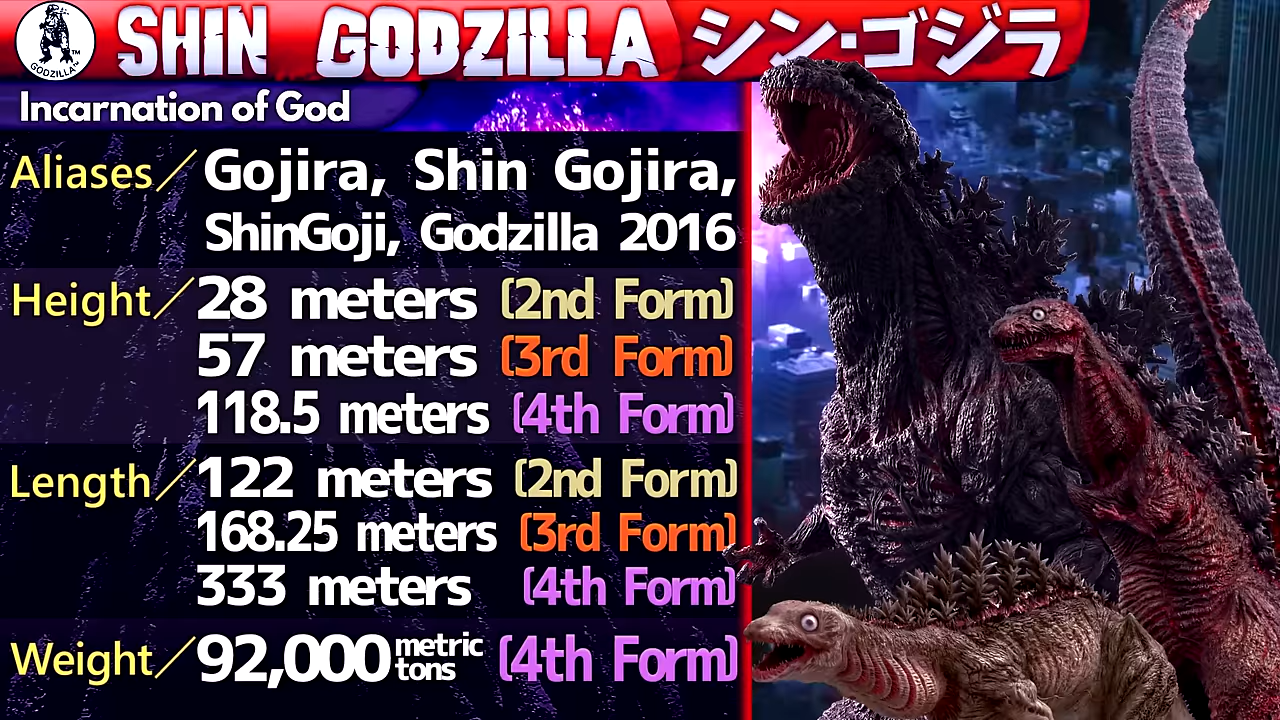 GODZILLA™
TM
SHIN GODZILLA シン・ゴジラ
Incarnation of God
Aliases／Gojira, Shin Gojira,
ShinGoji, Godzilla 2016
Height／28 meters (2nd Form)
57 meters (3rd Form)
118.5 meters (4th Form)
Length／122 meters (2nd Form)
168.25 meters (3rd Form)
333 meters (4th Form)
Weight／92,000 metric tons (4th Form)